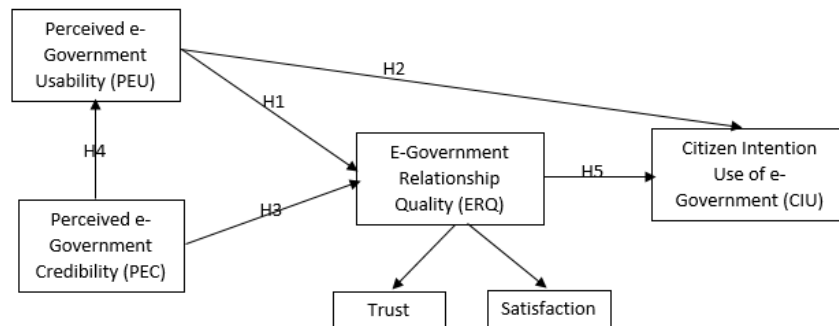 Perceived e-
Government
Usability (PEU)
H2
H1
H4
E-Government
Relationship
Quality (ERQ)
H5
Citizen Intention
Use of e-
Government (CIU)
Perceived e-
Government
Credibility (PEC)
H3
Trust
Satisfaction